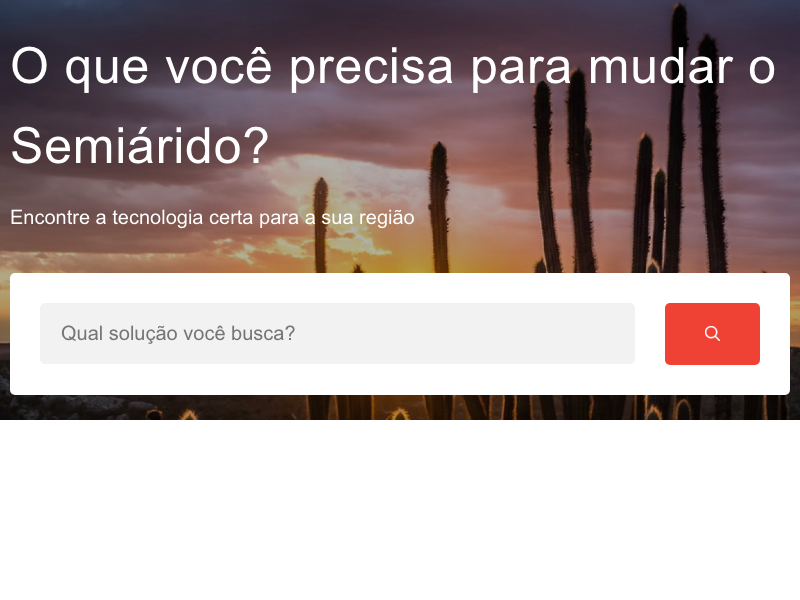 O que você precisa para mudar o
Semiárido?
Encontre a tecnologia certa para a sua região
Qual solução você busca?